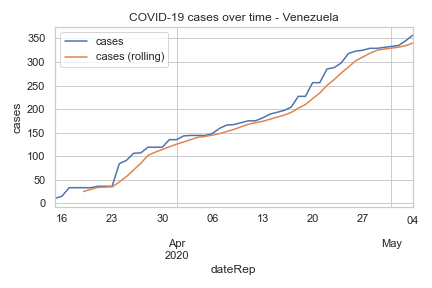 COVID-19 cases over time - Venezuela
cases
cases (rolling)
350
300
250
200
150
100
50
0
cases
16 23 30 06 13 20 27 04
Apr May
2020
dateRep